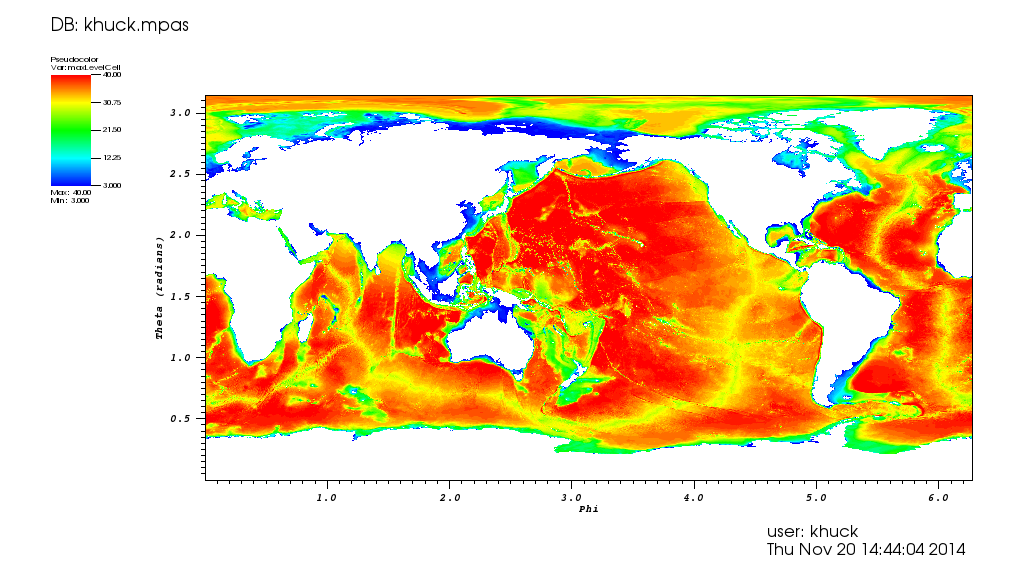 DB: khuck.mpas
Pseudocolor
Var: maxLevelCell
40.00
30.75
21.50
12.25
3.000
Max: 40.00
Min: 3.000
3.0
2.5
2.0
1.5
1.0
0.5
Theta (radians)
1.0 2.0 3.0 4.0 5.0 6.0
Phi
user: khuck
Thu Nov 20 14:44:04 2014